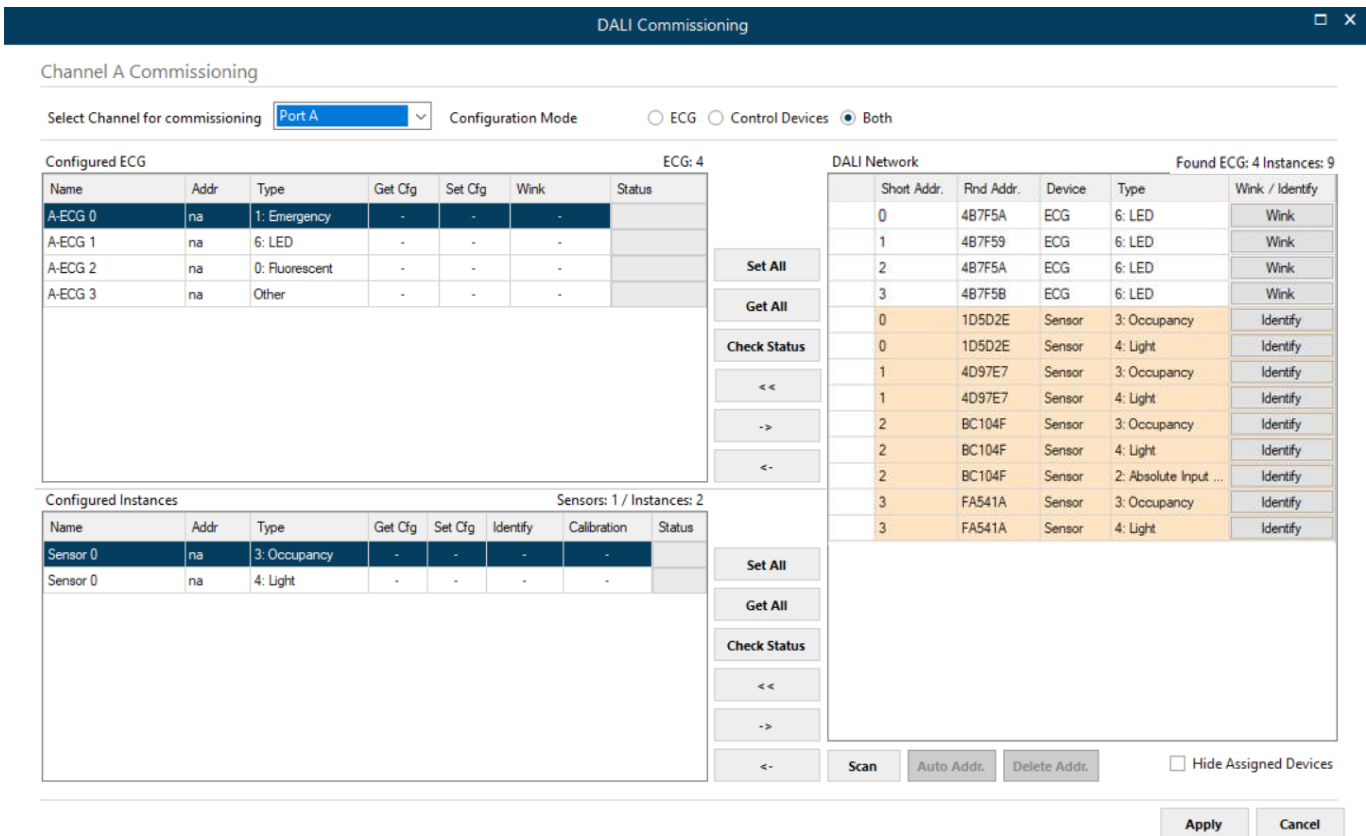 DALI Commissioning
Channel A Commissioning
Select Channel for commissioning Port A Configuration Mode ECG Control Devices Both
Configured ECG ECG: 4
Name Addr Type Get Cfg Set Cfg Wink Status
A-ECG 0 na 1: Emergency - - -
A-ECG 1 na 6: LED - - -
A-ECG 2 na 0: Fluorescent - - -
A-ECG 3 na Other - - -
Set All
Get All
Check Status
<<
->
<-
Configured Instances Sensors: 1 / Instances: 2
Name Addr Type Get Cfg Set Cfg Identify Calibration Status
Sensor 0 na 3: Occupancy - - - -
Sensor 0 na 4: Light - - - -
Set All
Get All
Check Status
<<
->
<-
DALI Network Found ECG: 4 Instances: 9
Short Addr. Rnd Addr. Device Type Wink / Identify
0 4B7F5A ECG 6: LED Wink
1 4B7F59 ECG 6: LED Wink
2 4B7F5A ECG 6: LED Wink
3 4B7F5B ECG 6: LED Wink
0 1D5D2E Sensor 3: Occupancy Identify
0 1D5D2E Sensor 4: Light Identify
1 4D97E7 Sensor 3: Occupancy Identify
1 4D97E7 Sensor 4: Light Identify
2 BC104F Sensor 3: Occupancy Identify
2 BC104F Sensor 4: Light Identify
2 BC104F Sensor 2: Absolute Input ... Identify
3 FA541A Sensor 3: Occupancy Identify
3 FA541A Sensor 4: Light Identify
Scan Auto Addr. Delete Addr. Hide Assigned Devices
Apply Cancel